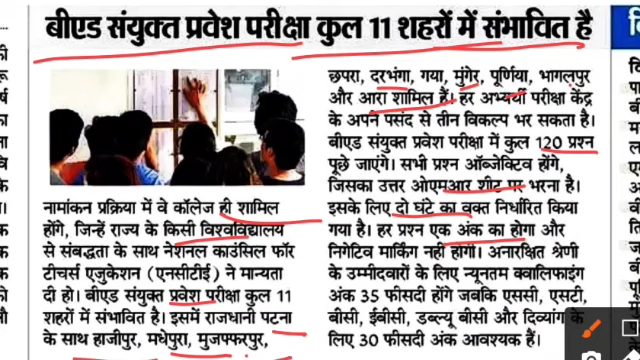 बीएड संयुक्त प्रवेश परीक्षा कुल 11 शहरों में संभावित है
नामांकन प्रक्रिया में वे कॉलेज ही शामिल
होंगे, जिन्हें राज्य के किसी विश्वविद्यालय
से संबद्धता के साथ नेशनल काउंसिल फॉर
टीचर्स एजुकेशन (एनसीटीई) ने मान्यता
दी हो। बीएड संयुक्त प्रवेश परीक्षा कुल 11
शहरों में संभावित है। इसमें राजधानी पटना
के साथ हाजीपुर, मधेपुरा, मुजफ्फरपुर,
छपरा, दरभंगा, गया, मुंगेर, पूर्णिया, भागलपुर
और आरा शामिल हैं। हर अभ्यर्थी परीक्षा केंद्र
के अपने पसंद से तीन विकल्प भर सकता है।
बीएड संयुक्त प्रवेश परीक्षा में कुल 120 प्रश्न
पूछे जाएंगे। सभी प्रश्न ऑब्जेक्टिव होंगे,
जिसका उत्तर ओएमआर शीट पर भरना है।
इसके लिए दो घंटे का वक्त निर्धारित किया
गया है। हर प्रश्न एक अंक का होगा और
निगेटिव मार्किंग नहीं होगी। अनारक्षित श्रेणी
के उम्मीदवारों के लिए न्यूनतम क्वालिफाइंग
अंक 35 फीसदी होंगे जबकि एससी, एसटी,
बीसी, ईबीसी, डब्ल्यू बीसी और दिव्यांग के
लिए 30 फीसदी अंक आवश्यक हैं।